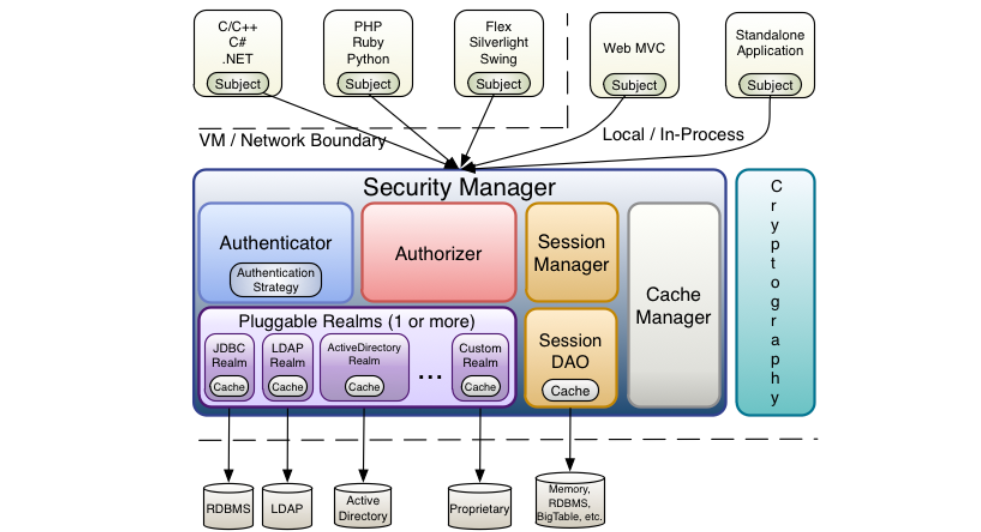 C/C++
C#
.NET
Subject
PHP
Ruby
Python
Subject
Flex
Silverlight
Swing
Subject
Web MVC
Subject
Standalone
Application
Subject
VM / Network Boundary
Local / In-Process
Security Manager
Authenticator
Authentication
Strategy
Authorizer
Session
Manager
Cache
Manager
Cryptography
Pluggable Realms (1 or more)
JDBC
Realm
Cache
LDAP
Realm
Cache
ActiveDirectory
Realm
Cache
...
Custom
Realm
Cache
Session
DAO
Cache
RDBMS
LDAP
Active
Directory
Proprietary
Memory,
RDBMS,
BigTable, etc.